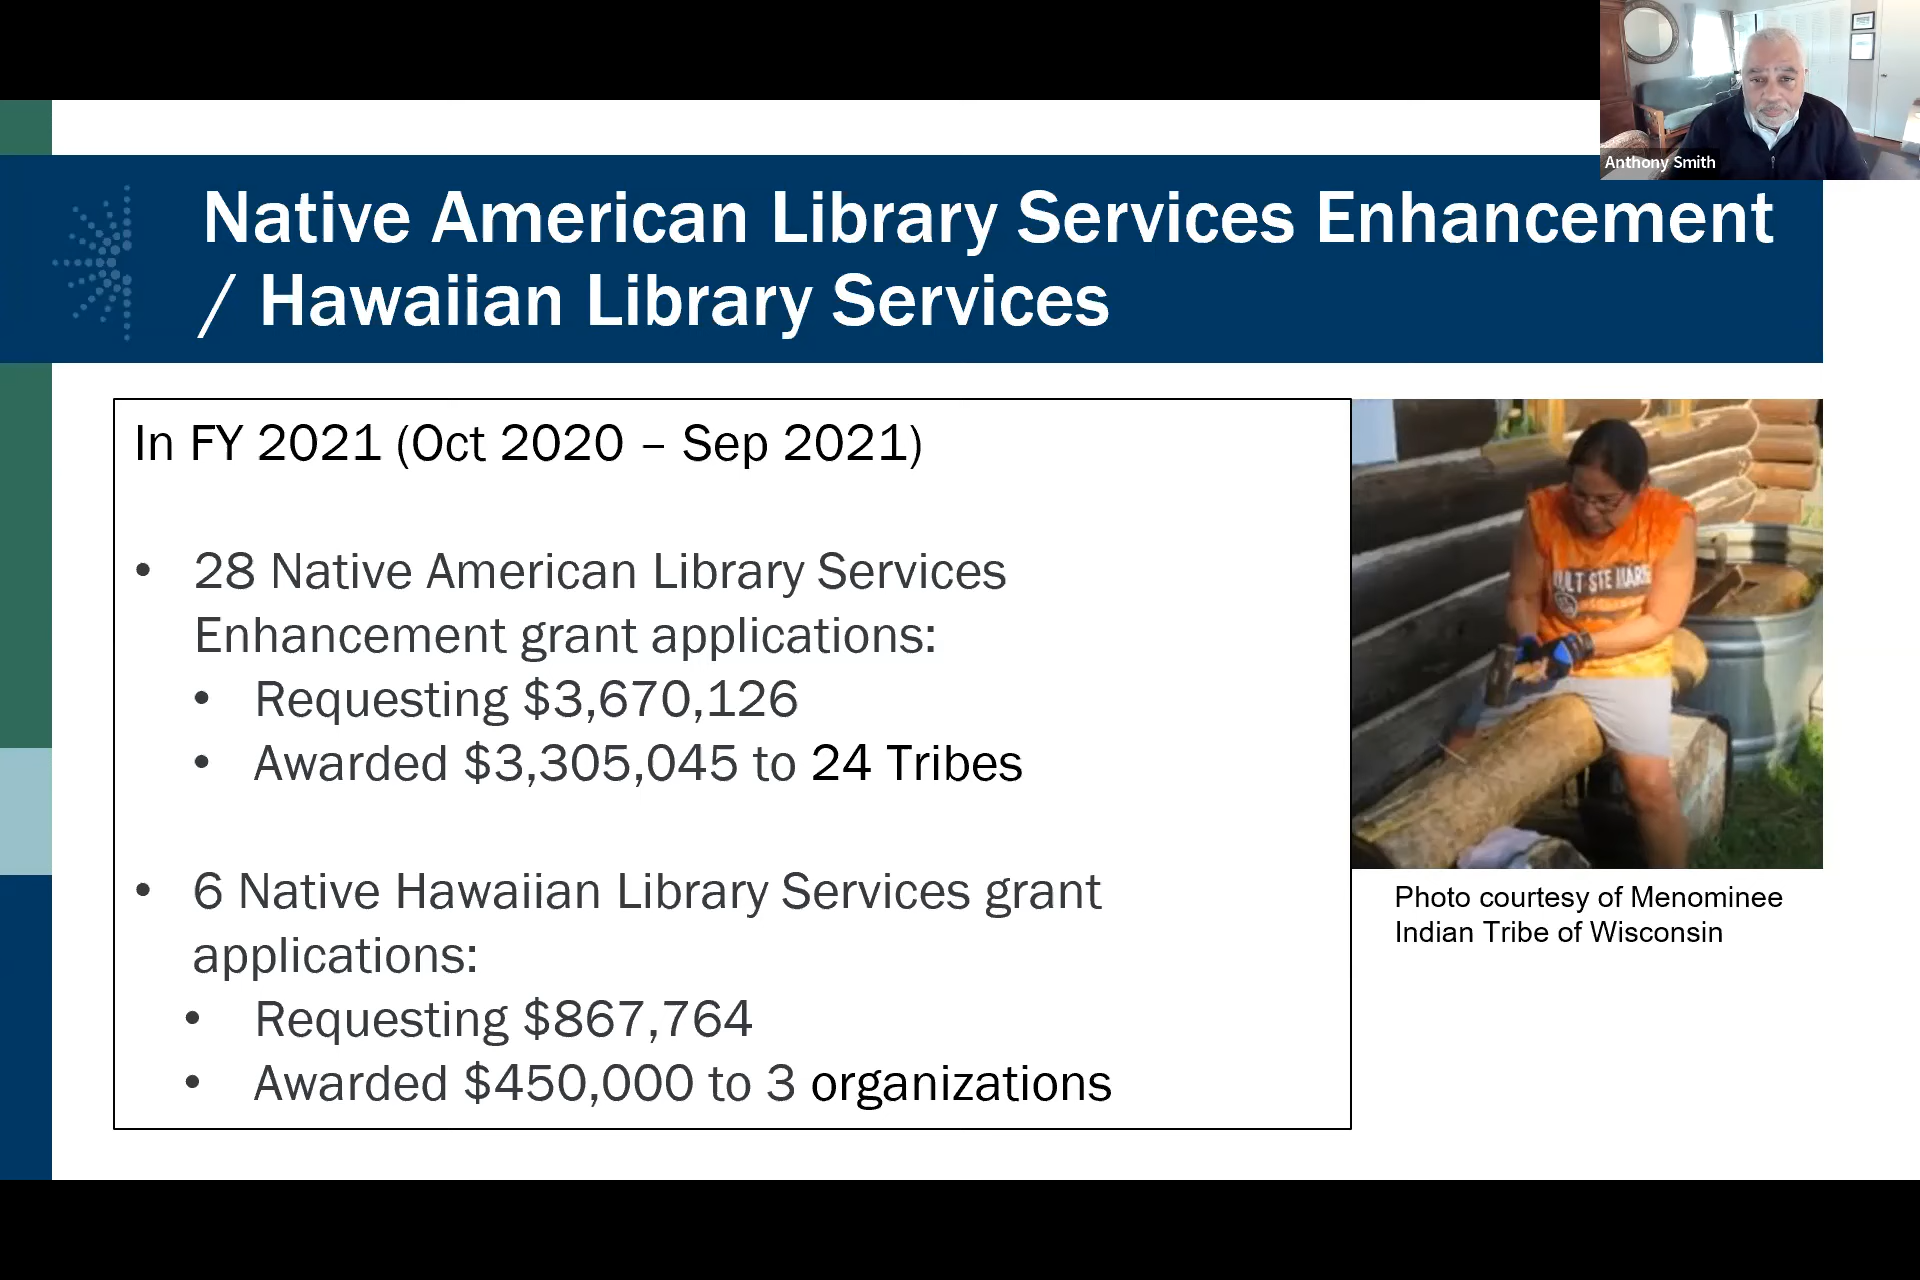 Anthony Smith
Native American Library Services Enhancement
/ Hawaiian Library Services
In FY 2021 (Oct 2020 – Sep 2021)
• 28 Native American Library Services
Enhancement grant applications:
• Requesting $3,670,126
• Awarded $3,305,045 to 24 Tribes
• 6 Native Hawaiian Library Services grant
applications:
• Requesting $867,764
• Awarded $450,000 to 3 organizations
STE MARIE
Photo courtesy of Menominee
Indian Tribe of Wisconsin